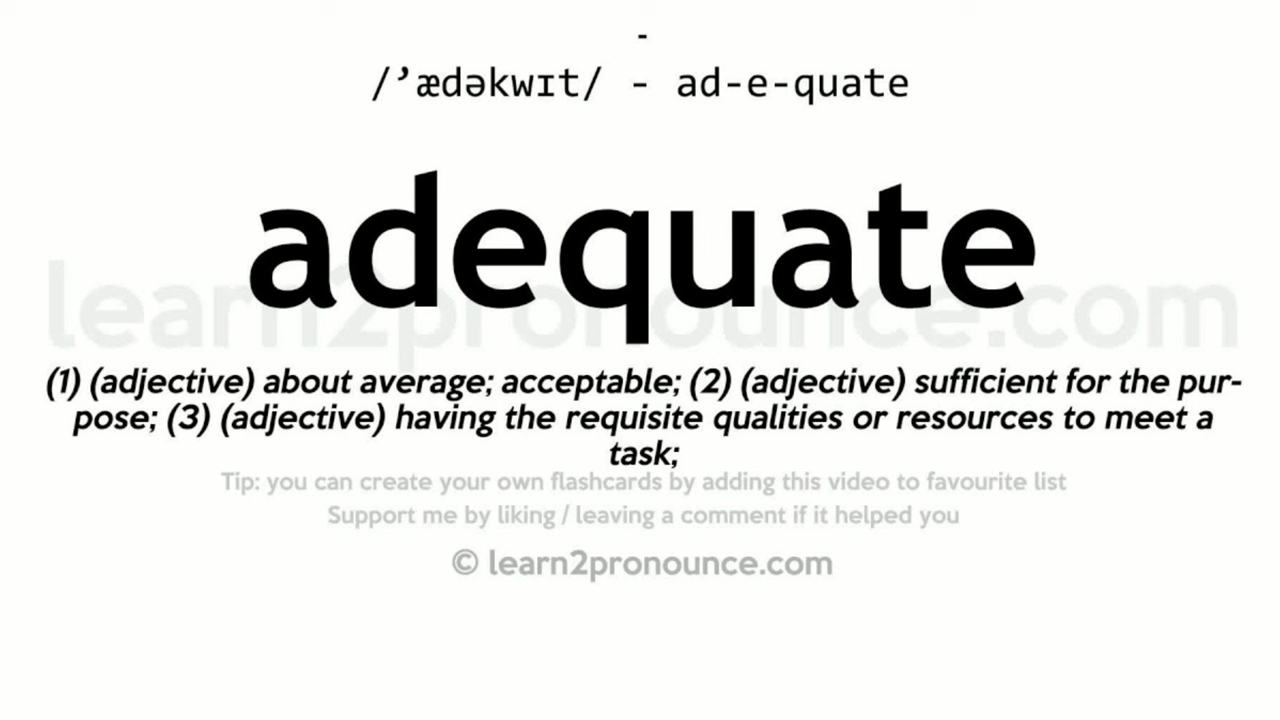 -
/’ædəkwɪt/ - ad-e-quate
adequate
learn2pronounce.com
(1) (adjective) about average; acceptable; (2) (adjective) sufficient for the pur-
pose; (3) (adjective) having the requisite qualities or resources to meet a
task;
Tip: you can create your own flashcards by adding this video to favourite list
Support me by liking / leaving a comment if it helped you
© learn2pronounce.com